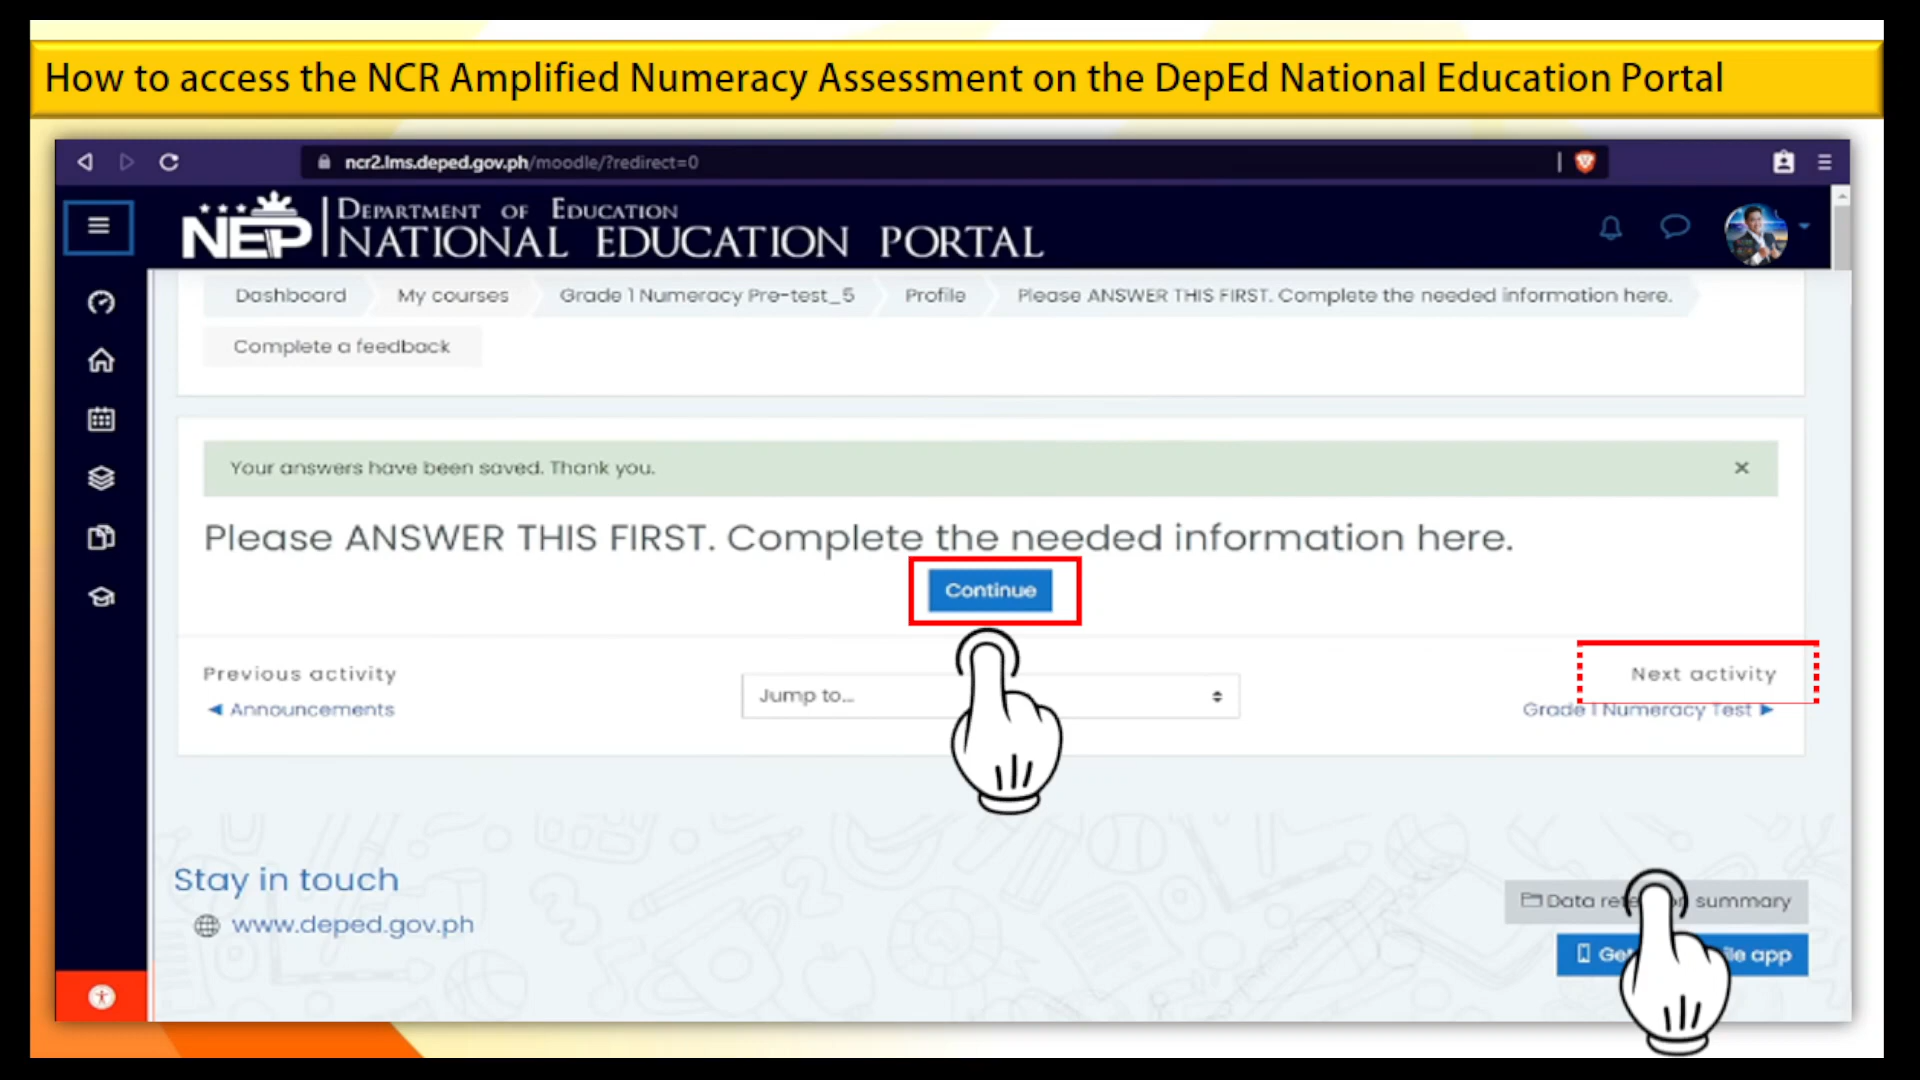 How to access the NCR Amplified Numeracy Assessment on the DepEd National Education Portal
ncr2.lms.deped.gov.ph/moodle/?redirect=0
NEP
DEPARTMENT OF EDUCATION
NATIONAL EDUCATION PORTAL
Dashboard My courses Grade 1 Numeracy Pre-test_5 Profile Please ANSWER THIS FIRST. Complete the needed information here.
Complete a feedback
Your answers have been saved. Thank you. ×
Please ANSWER THIS FIRST. Complete the needed information here.
Continue
Previous activity
◄ Announcements
Jump to...
Next activity
Grade 1 Numeracy Test ►
Stay in touch
www.deped.gov.ph
Data summary
app